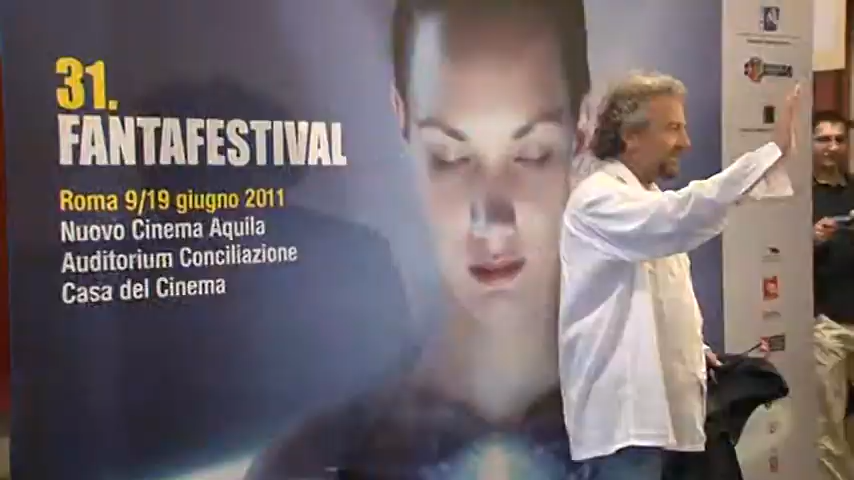 31.
FANTAFESTIVAL
Roma 9/19 giugno 2011
Nuovo Cinema Aquila
Auditorium Conciliazione
Casa del Cinema